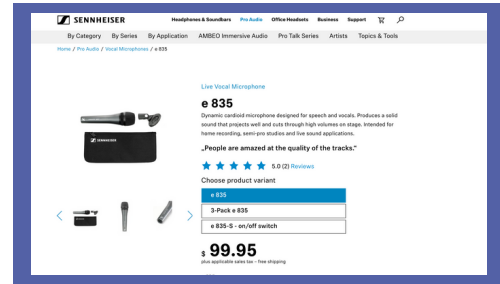 SENNHEISER
Headphones & Soundbars Pro Audio Office Headsets Business Support
By Category By Series By Application AMBEO Immersive Audio Pro Talk Series Artists Topics & Tools
Home / Pro Audio / Vocal Microphones / e 835
Live Vocal Microphone
e 835
Dynamic cardioid microphone designed for speech and vocals. Produces a solid
sound that projects well and cuts through high volumes on stage. Intended for
home recording, semi-pro studios and live sound applications.
„People are amazed at the quality of the tracks.“
5.0 (2) Reviews
Choose product variant
e 835
3-Pack e 835
e 835-S - on/off switch
$ 99.95
plus applicable sales tax – free shipping
SENNHEISER